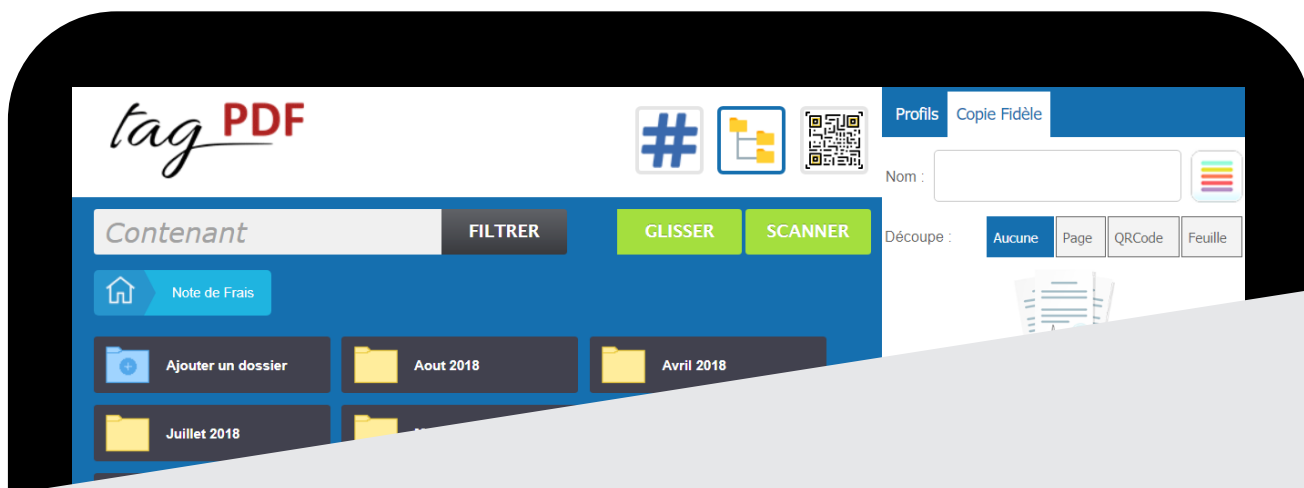 tag PDF
#
Profils Copie Fidèle
Nom :
Contenant FILTRER GLISSER SCANNER
Découpe : Aucune Page QRCode Feuille
Note de Frais
Ajouter un dossier Aout 2018 Avril 2018
Juillet 2018